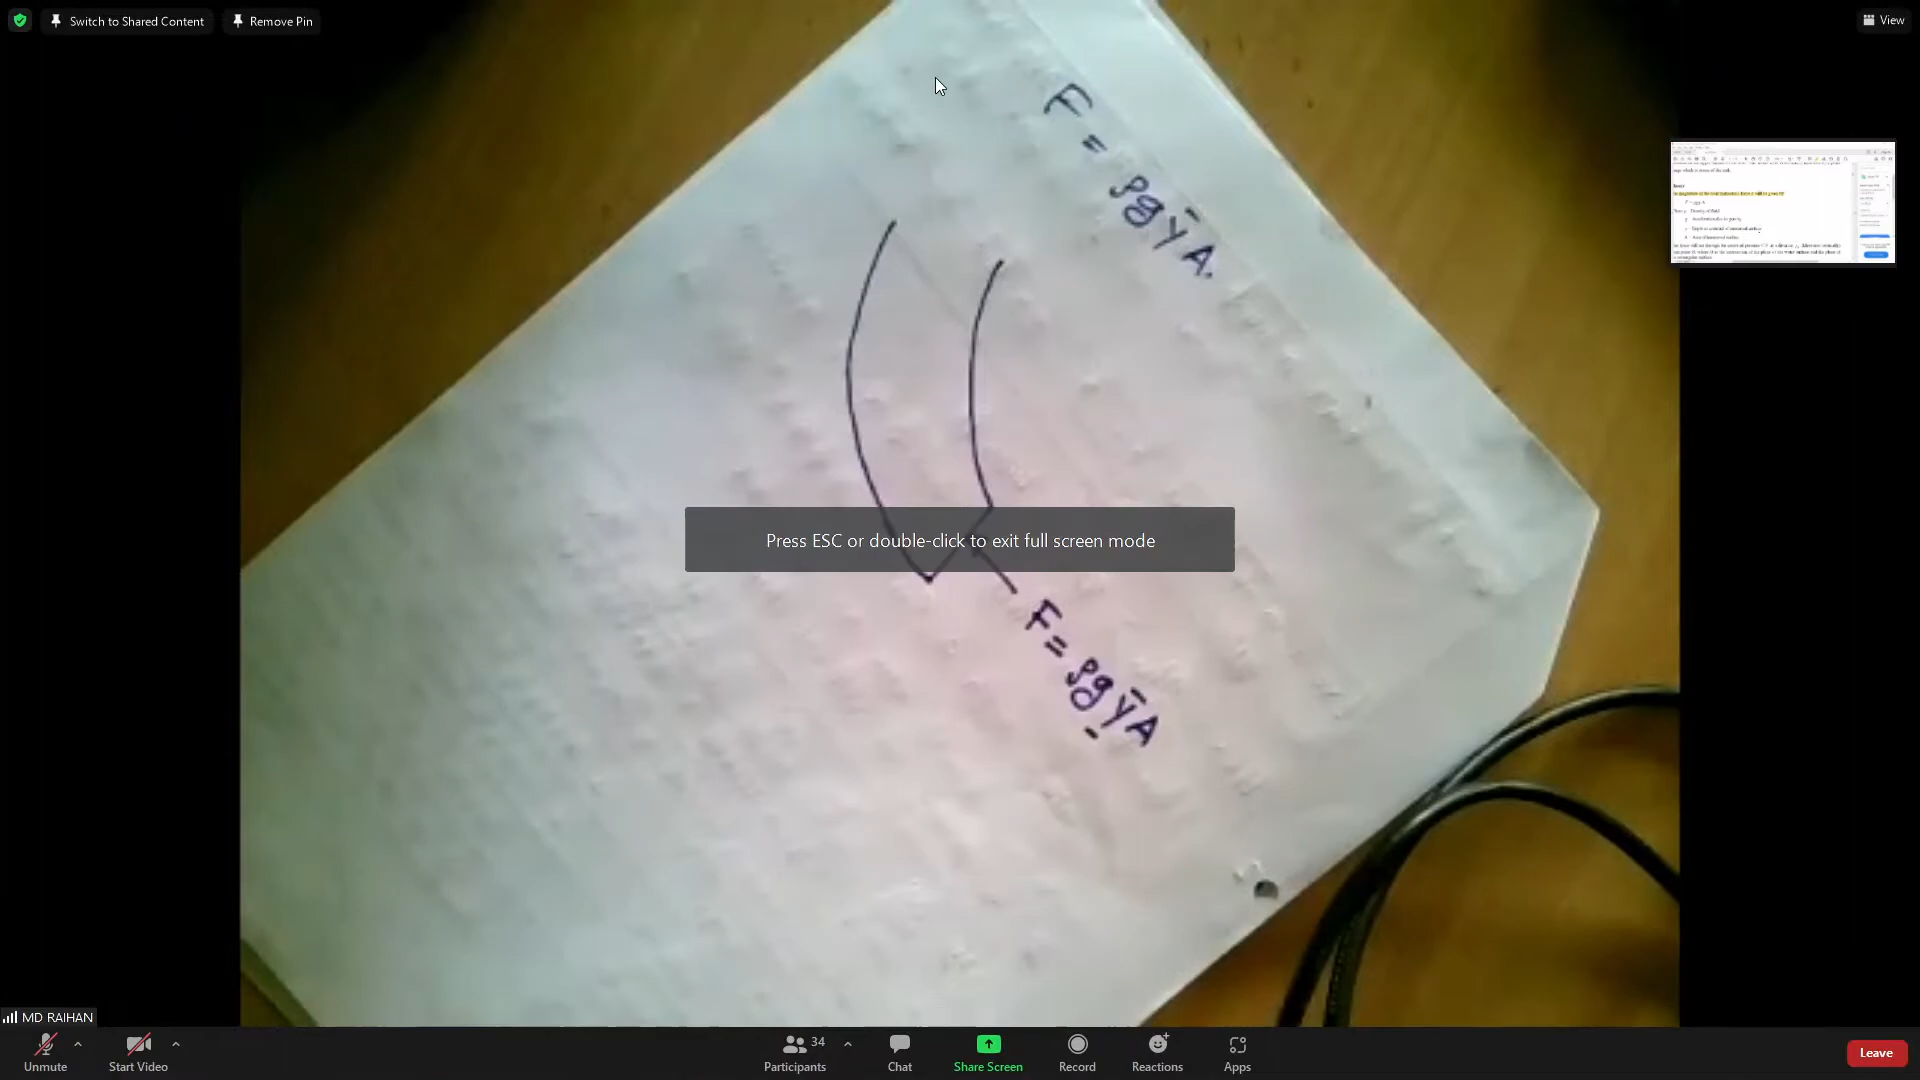 Switch to Shared Content
Remove Pin
View
F = ρgȳA.
Press ESC or double-click to exit full screen mode
F = ρgȳA
MD RAIHAN
Unmute
Start Video
34
Participants
Chat
Share Screen
Record
Reactions
Apps
Leave